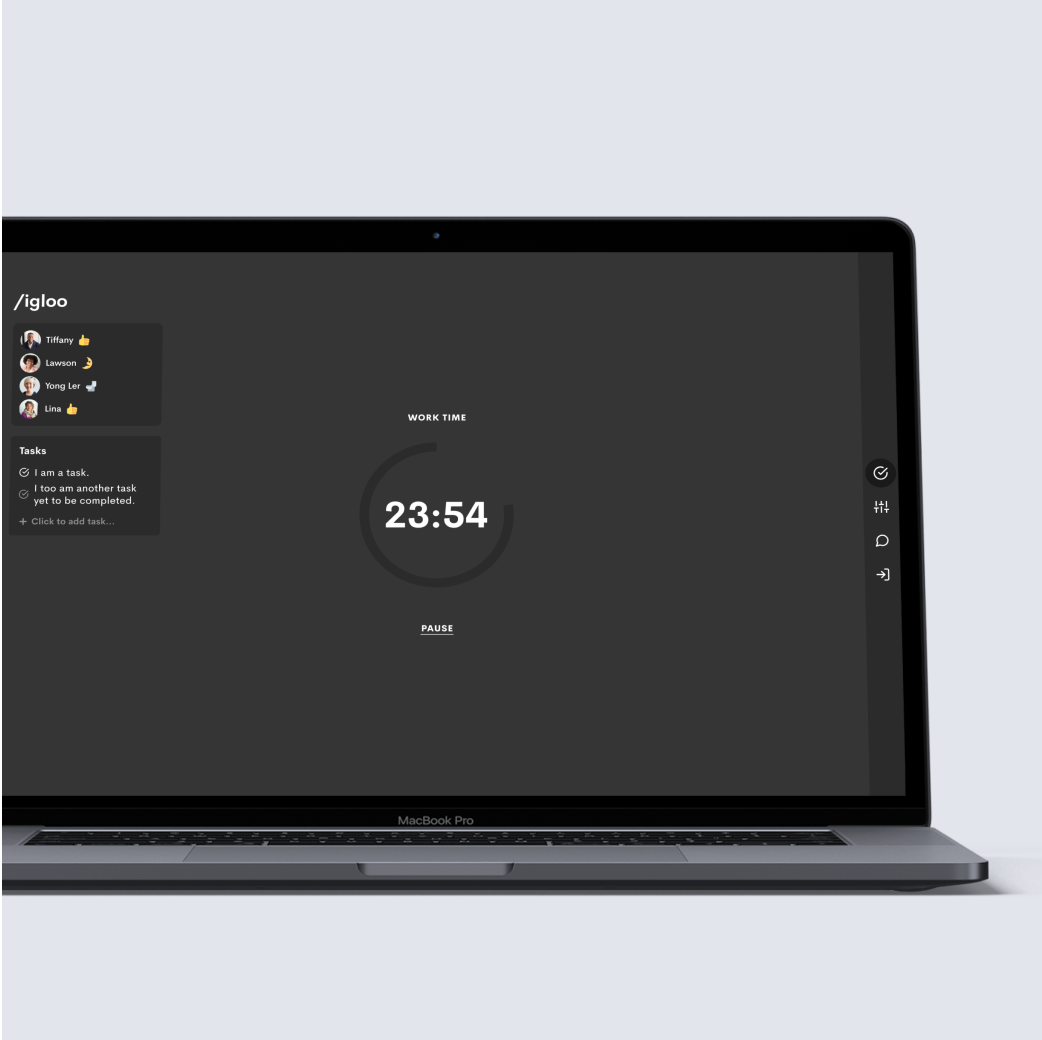 /igloo
Tiffany 👍
Lawson 🤌
Yong Ler 🚽
Lina 👍
Tasks
I am a task.
I too am another task
yet to be completed.
+ Click to add task...
WORK TIME
23:54
PAUSE
MacBook Pro